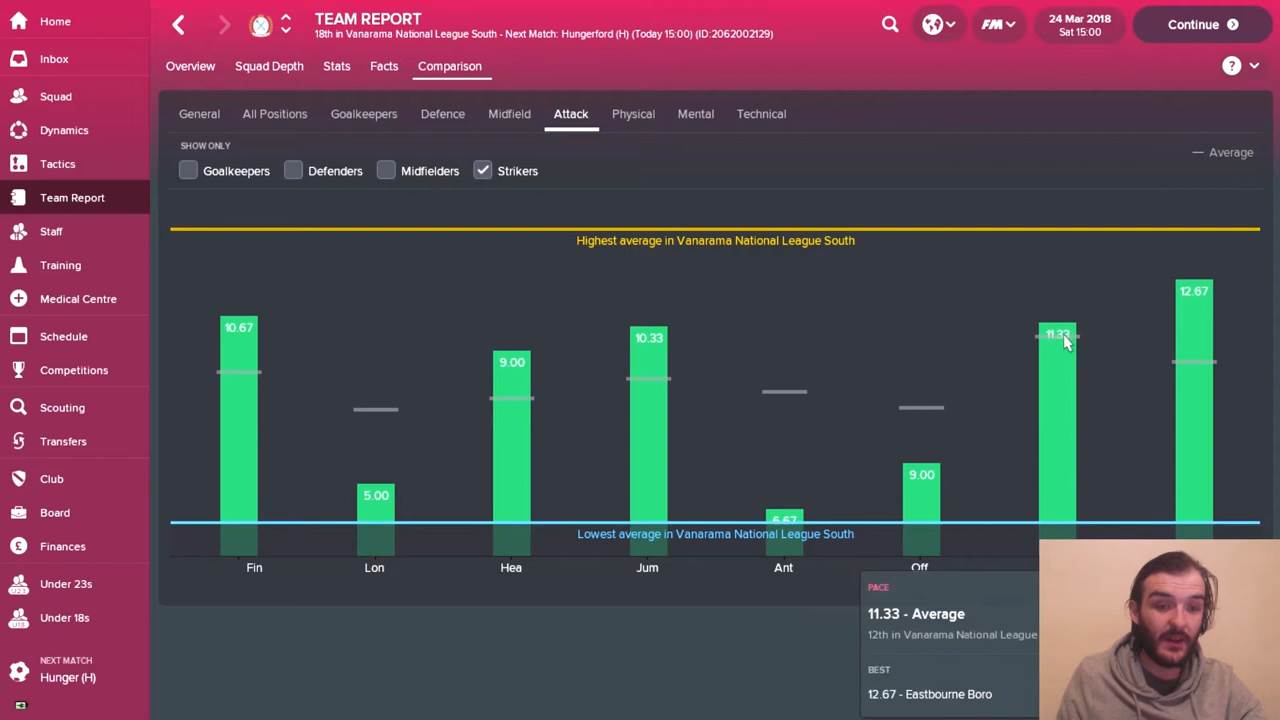 Home
Inbox
Squad
Dynamics
Tactics
Team Report
Staff
Training
Medical Centre
Schedule
Competitions
Scouting
Transfers
Club
Board
Finances
Under 23s
Under 18s
NEXT MATCH
Hunger (H)
TEAM REPORT
18th in Vanarama National League South - Next Match: Hungerford (H) (Today 15:00) (ID:2062002129)
FM
24 Mar 2018
Sat 15:00
Continue
Overview Squad Depth Stats Facts Comparison
?
General All Positions Goalkeepers Defence Midfield Attack Physical Mental Technical
SHOW ONLY
Goalkeepers Defenders Midfielders Strikers
Average
Highest average in Vanarama National League South
10.67 5.00 9.00 10.33 6.67 9.00 11.33 12.67
Lowest average in Vanarama National League South
Fin Lon Hea Jum Ant Off
PACE
11.33 - Average
12th in Vanarama National League
BEST
12.67 - Eastbourne Boro